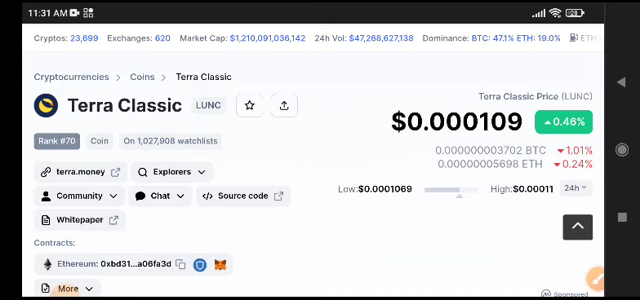 11:31 AM
Cryptos: 23,699 Exchanges: 620 Market Cap: $1,210,091,036,142 24h Vol: $47,268,627,138 Dominance: BTC: 47.1% ETH: 19.0% ETH
Cryptocurrencies > Coins > Terra Classic
Terra Classic LUNC
Terra Classic Price (LUNC)
$0.000109 0.46%
Rank #70 Coin On 1,027,908 watchlists
0.000000003702 BTC 1.01%
0.00000005698 ETH 0.24%
terra.money Explorers
Low:$0.0001069 High:$0.00011 24h
Community Chat Source code
Whitepaper
Contracts:
Ethereum: 0xbd31...a06fa3d
More
Sponsored